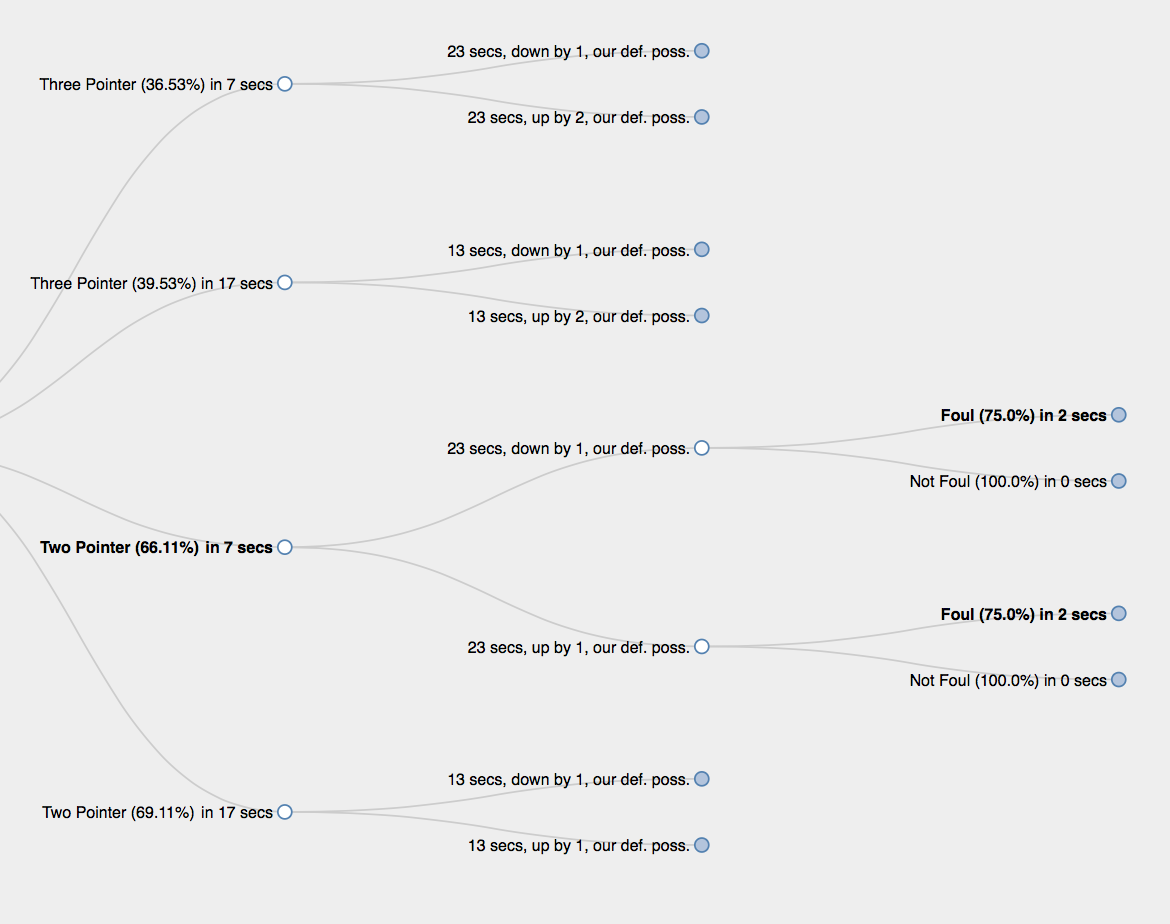 23 secs, down by 1, our def. poss.
Three Pointer (36.53%) in 7 secs
23 secs, up by 2, our def. poss.
13 secs, down by 1, our def. poss.
Three Pointer (39.53%) in 17 secs
13 secs, up by 2, our def. poss.
Foul (75.0%) in 2 secs
23 secs, down by 1, our def. poss.
Not Foul (100.0%) in 0 secs
Two Pointer (66.11%) in 7 secs
Foul (75.0%) in 2 secs
23 secs, up by 1, our def. poss.
Not Foul (100.0%) in 0 secs
13 secs, down by 1, our def. poss.
Two Pointer (69.11%) in 17 secs
13 secs, up by 1, our def. poss.